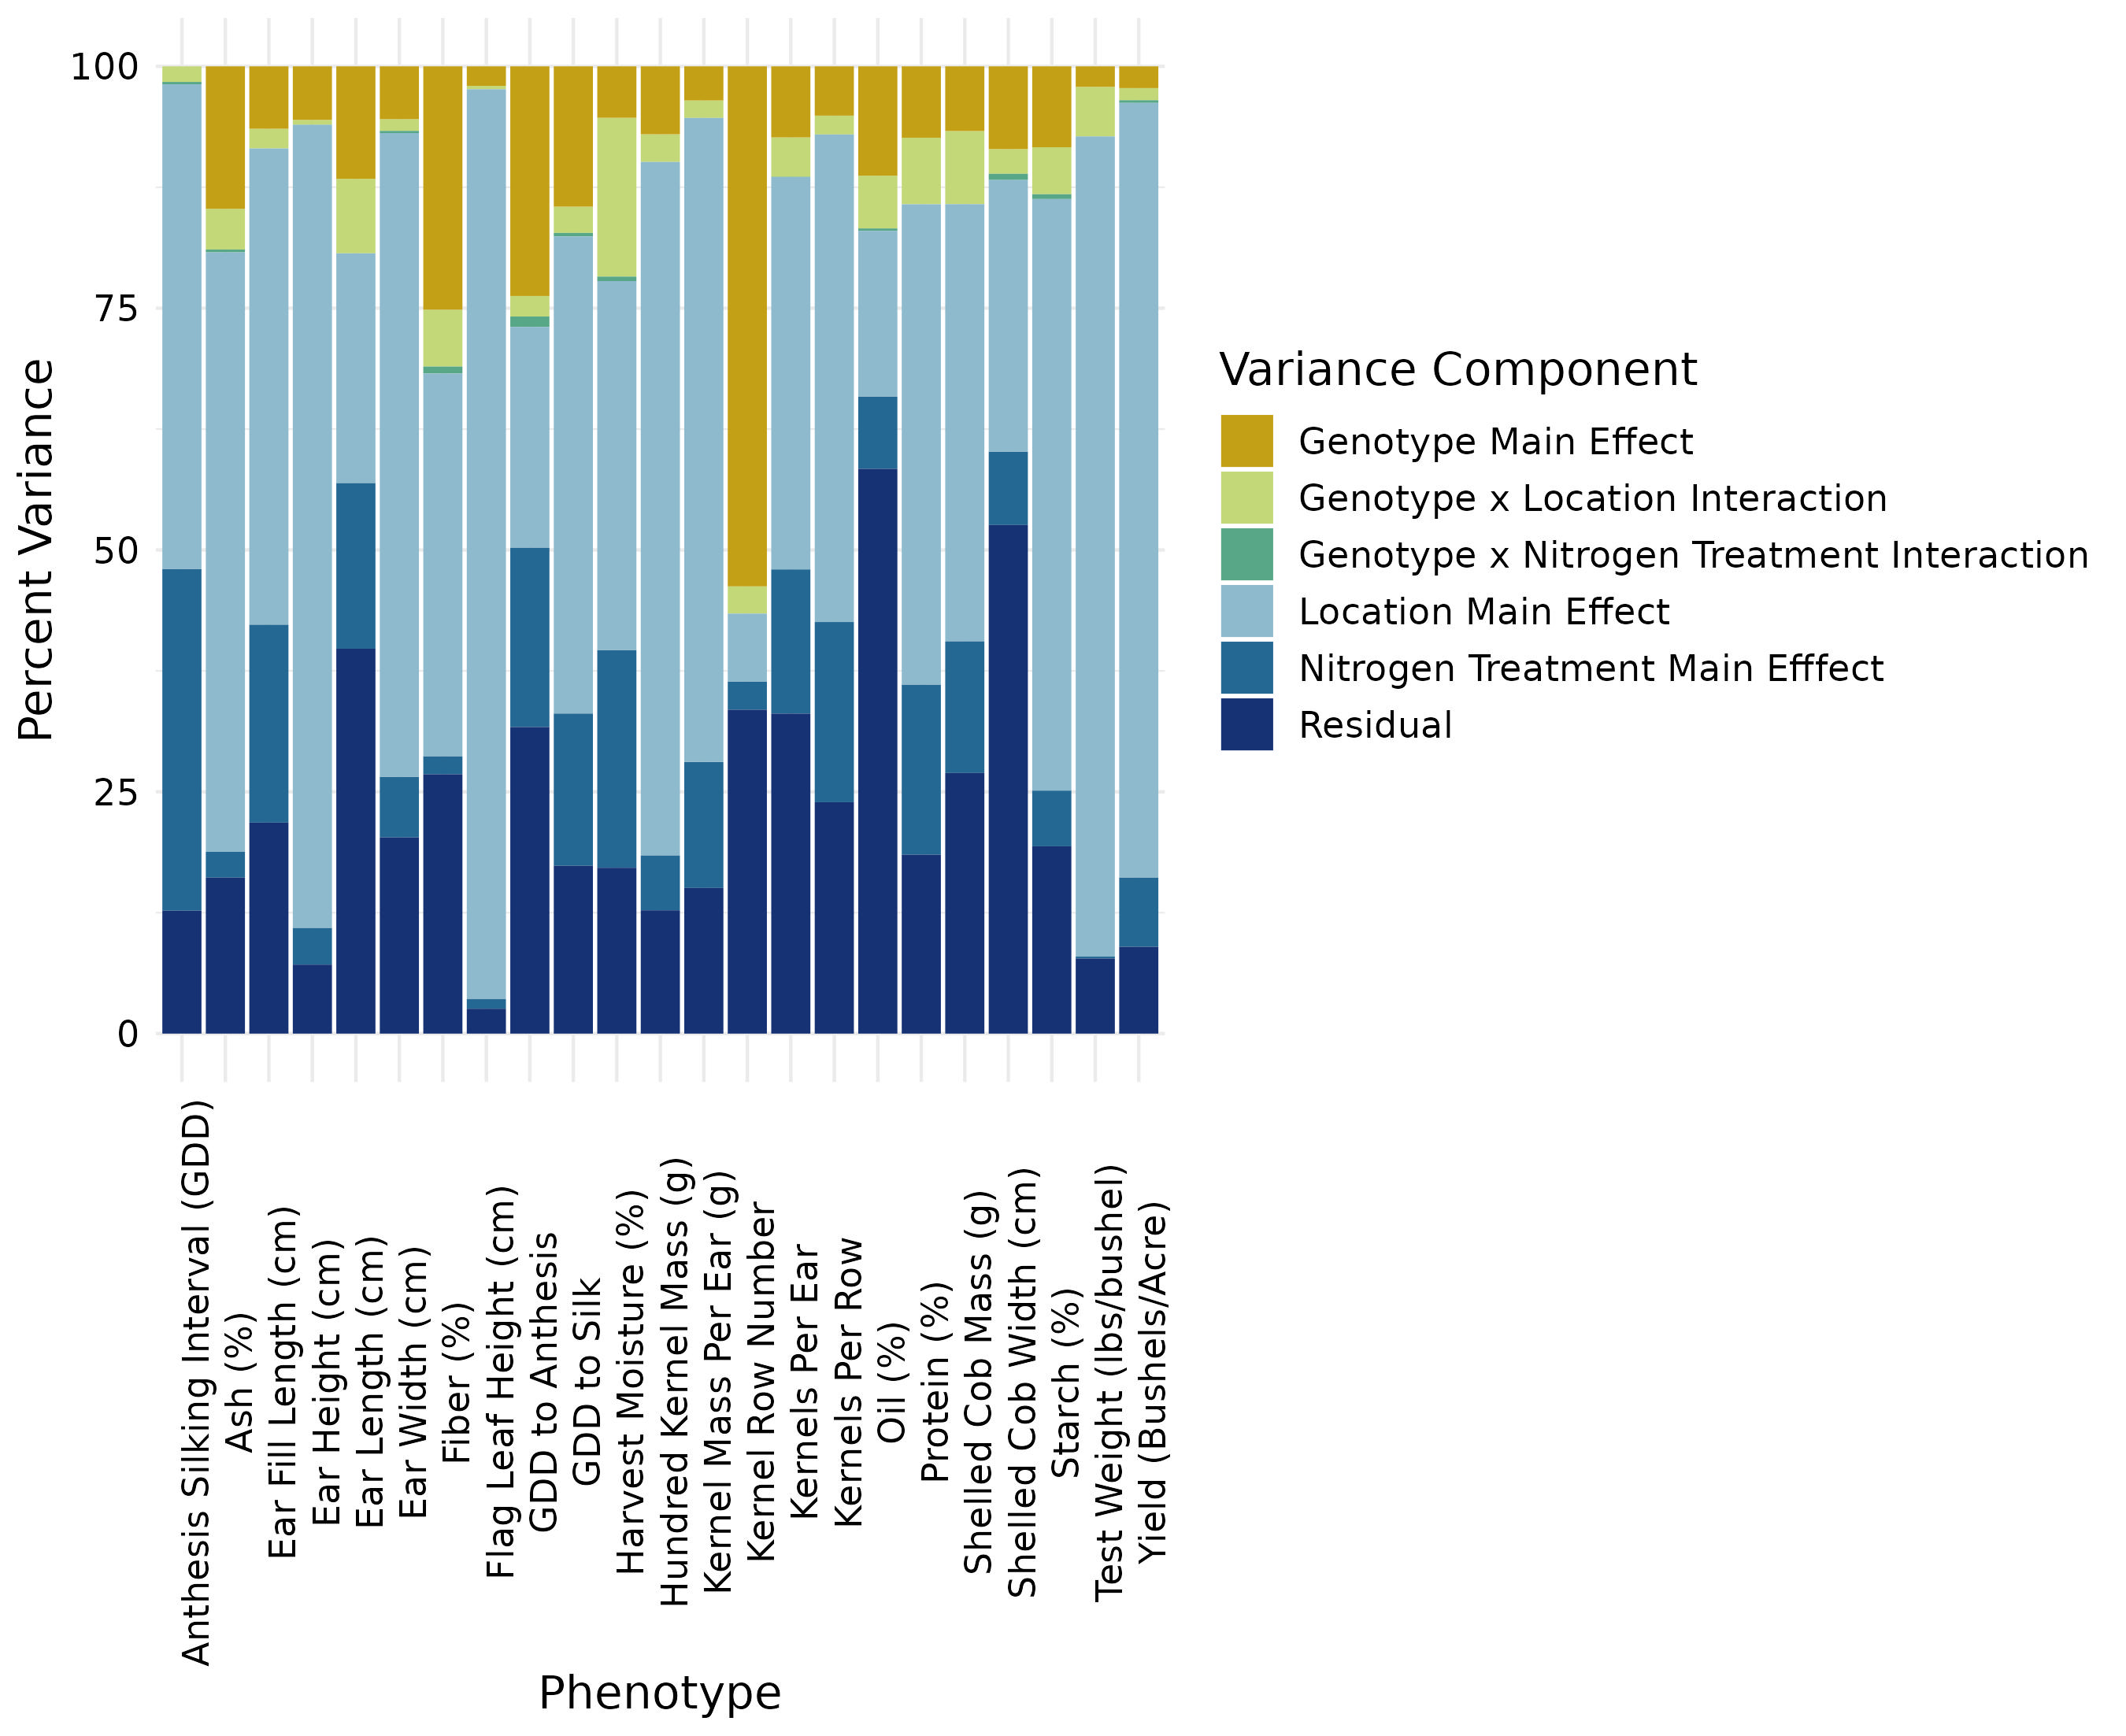 100
75
50
25
0
Percent Variance
Anthesis Silking Interval (GDD)
Ash (%)
Ear Fill Length (cm)
Ear Height (cm)
Ear Length (cm)
Ear Width (cm)
Fiber (%)
Flag Leaf Height (cm)
GDD to Anthesis
GDD to Silk
Harvest Moisture (%)
Hundred Kernel Mass (g)
Kernel Mass Per Ear (g)
Kernel Row Number
Kernels Per Ear
Kernels Per Row
Oil (%)
Protein (%)
Shelled Cob Mass (g)
Shelled Cob Width (cm)
Starch (%)
Test Weight (lbs/bushel)
Yield (Bushels/Acre)
Phenotype
Variance Component
Genotype Main Effect
Genotype x Location Interaction
Genotype x Nitrogen Treatment Interaction
Location Main Effect
Nitrogen Treatment Main Efffect
Residual